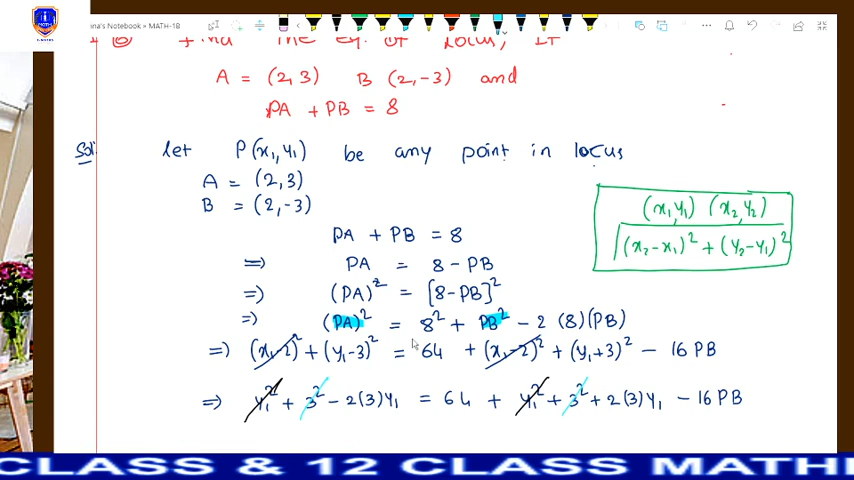 ina's Notebook » MATH-1B
Find The Eq. of locus, if
A = (2,3) B (2,-3) and
PA + PB = 8
Sol: let P(x₁,y₁) be any point in locus
A = (2,3)
B = (2,-3)
(x₁,y₁) (x₂,y₂)
√(x₂-x₁)² + (y₂-y₁)²
PA + PB = 8
⇒ PA = 8 - PB
⇒ (PA)² = [8-PB]²
⇒ (PA)² = 8² + PB² - 2 (8)(PB)
⇒ (x₁-2)² + (y₁-3)² = 64 + (x₁-2)² + (y₁+3)² - 16 PB
⇒ y₁² + 3² - 2(3)y₁ = 64 + y₁² + 3² + 2(3)y₁ - 16 PB
CLASS & 12 CLASS MATH